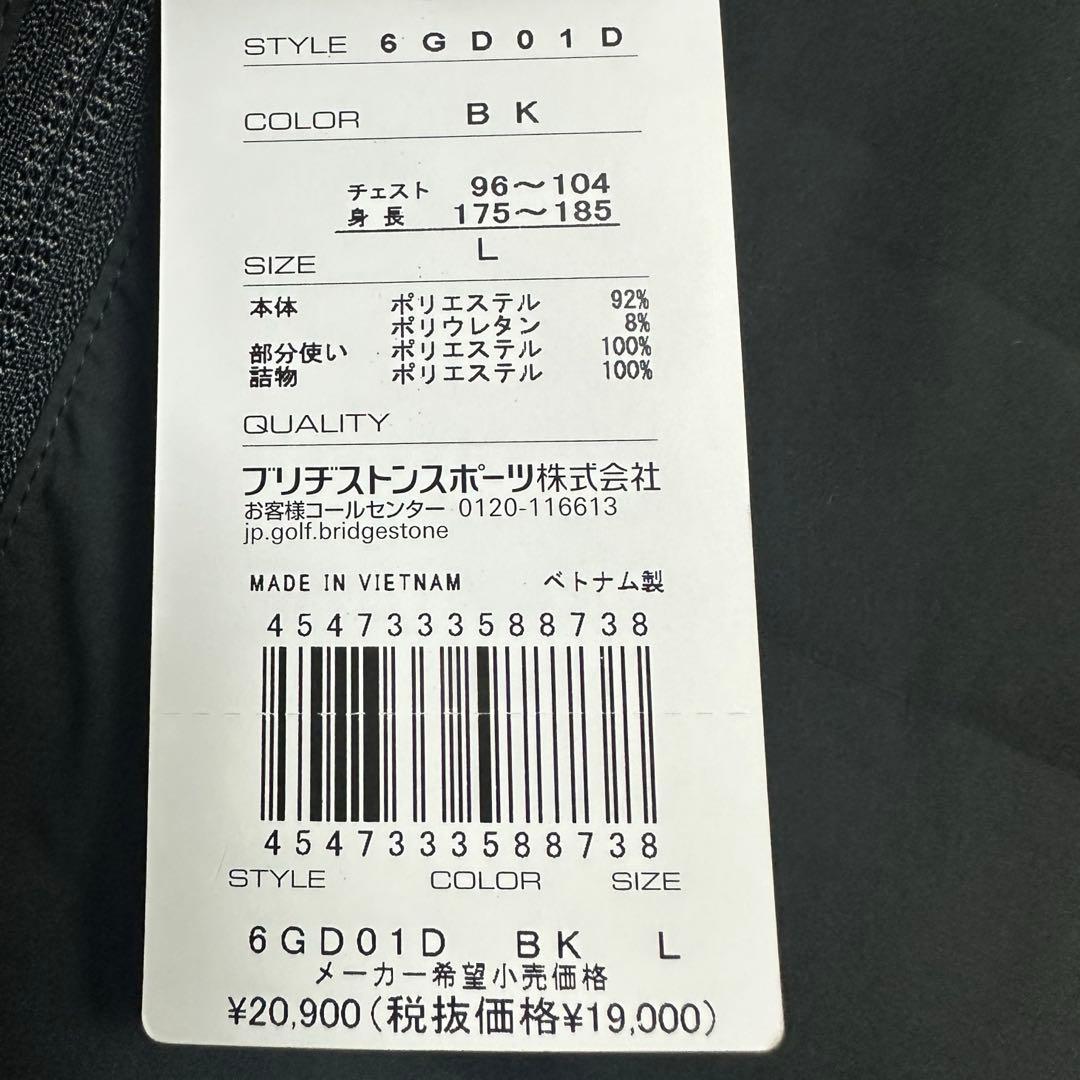 STYLE 6GD01D
COLOR BK
チェスト 96～104
身長 175～185
L
SIZE
本体 ポリエステル 92%
ポリウレタン 8%
部分使い ポリエステル 100%
詰物 ポリエステル 100%
QUALITY
ブリヂストンスポーツ株式会社
お客様コールセンター 0120-116613
jp.golf.bridgestone
MADE IN VIETNAM ベトナム製
4547333588738
4547333588738
STYLE COLOR SIZE
6GD01D BK L
メーカー希望小売価格
¥20,900(税抜価格¥19,000)